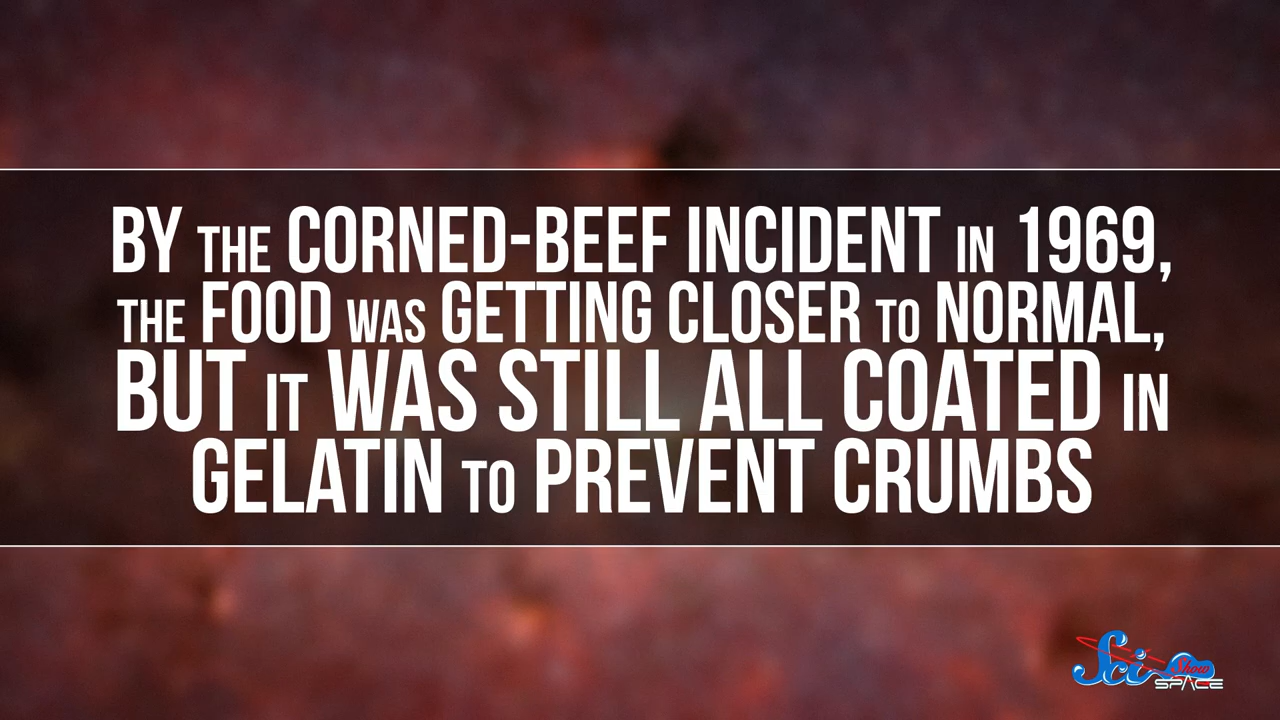 BY THE CORNED-BEEF INCIDENT IN 1969,
THE FOOD WAS GETTING CLOSER TO NORMAL,
BUT IT WAS STILL ALL COATED IN
GELATIN TO PREVENT CRUMBS
Sci Show
SPACE